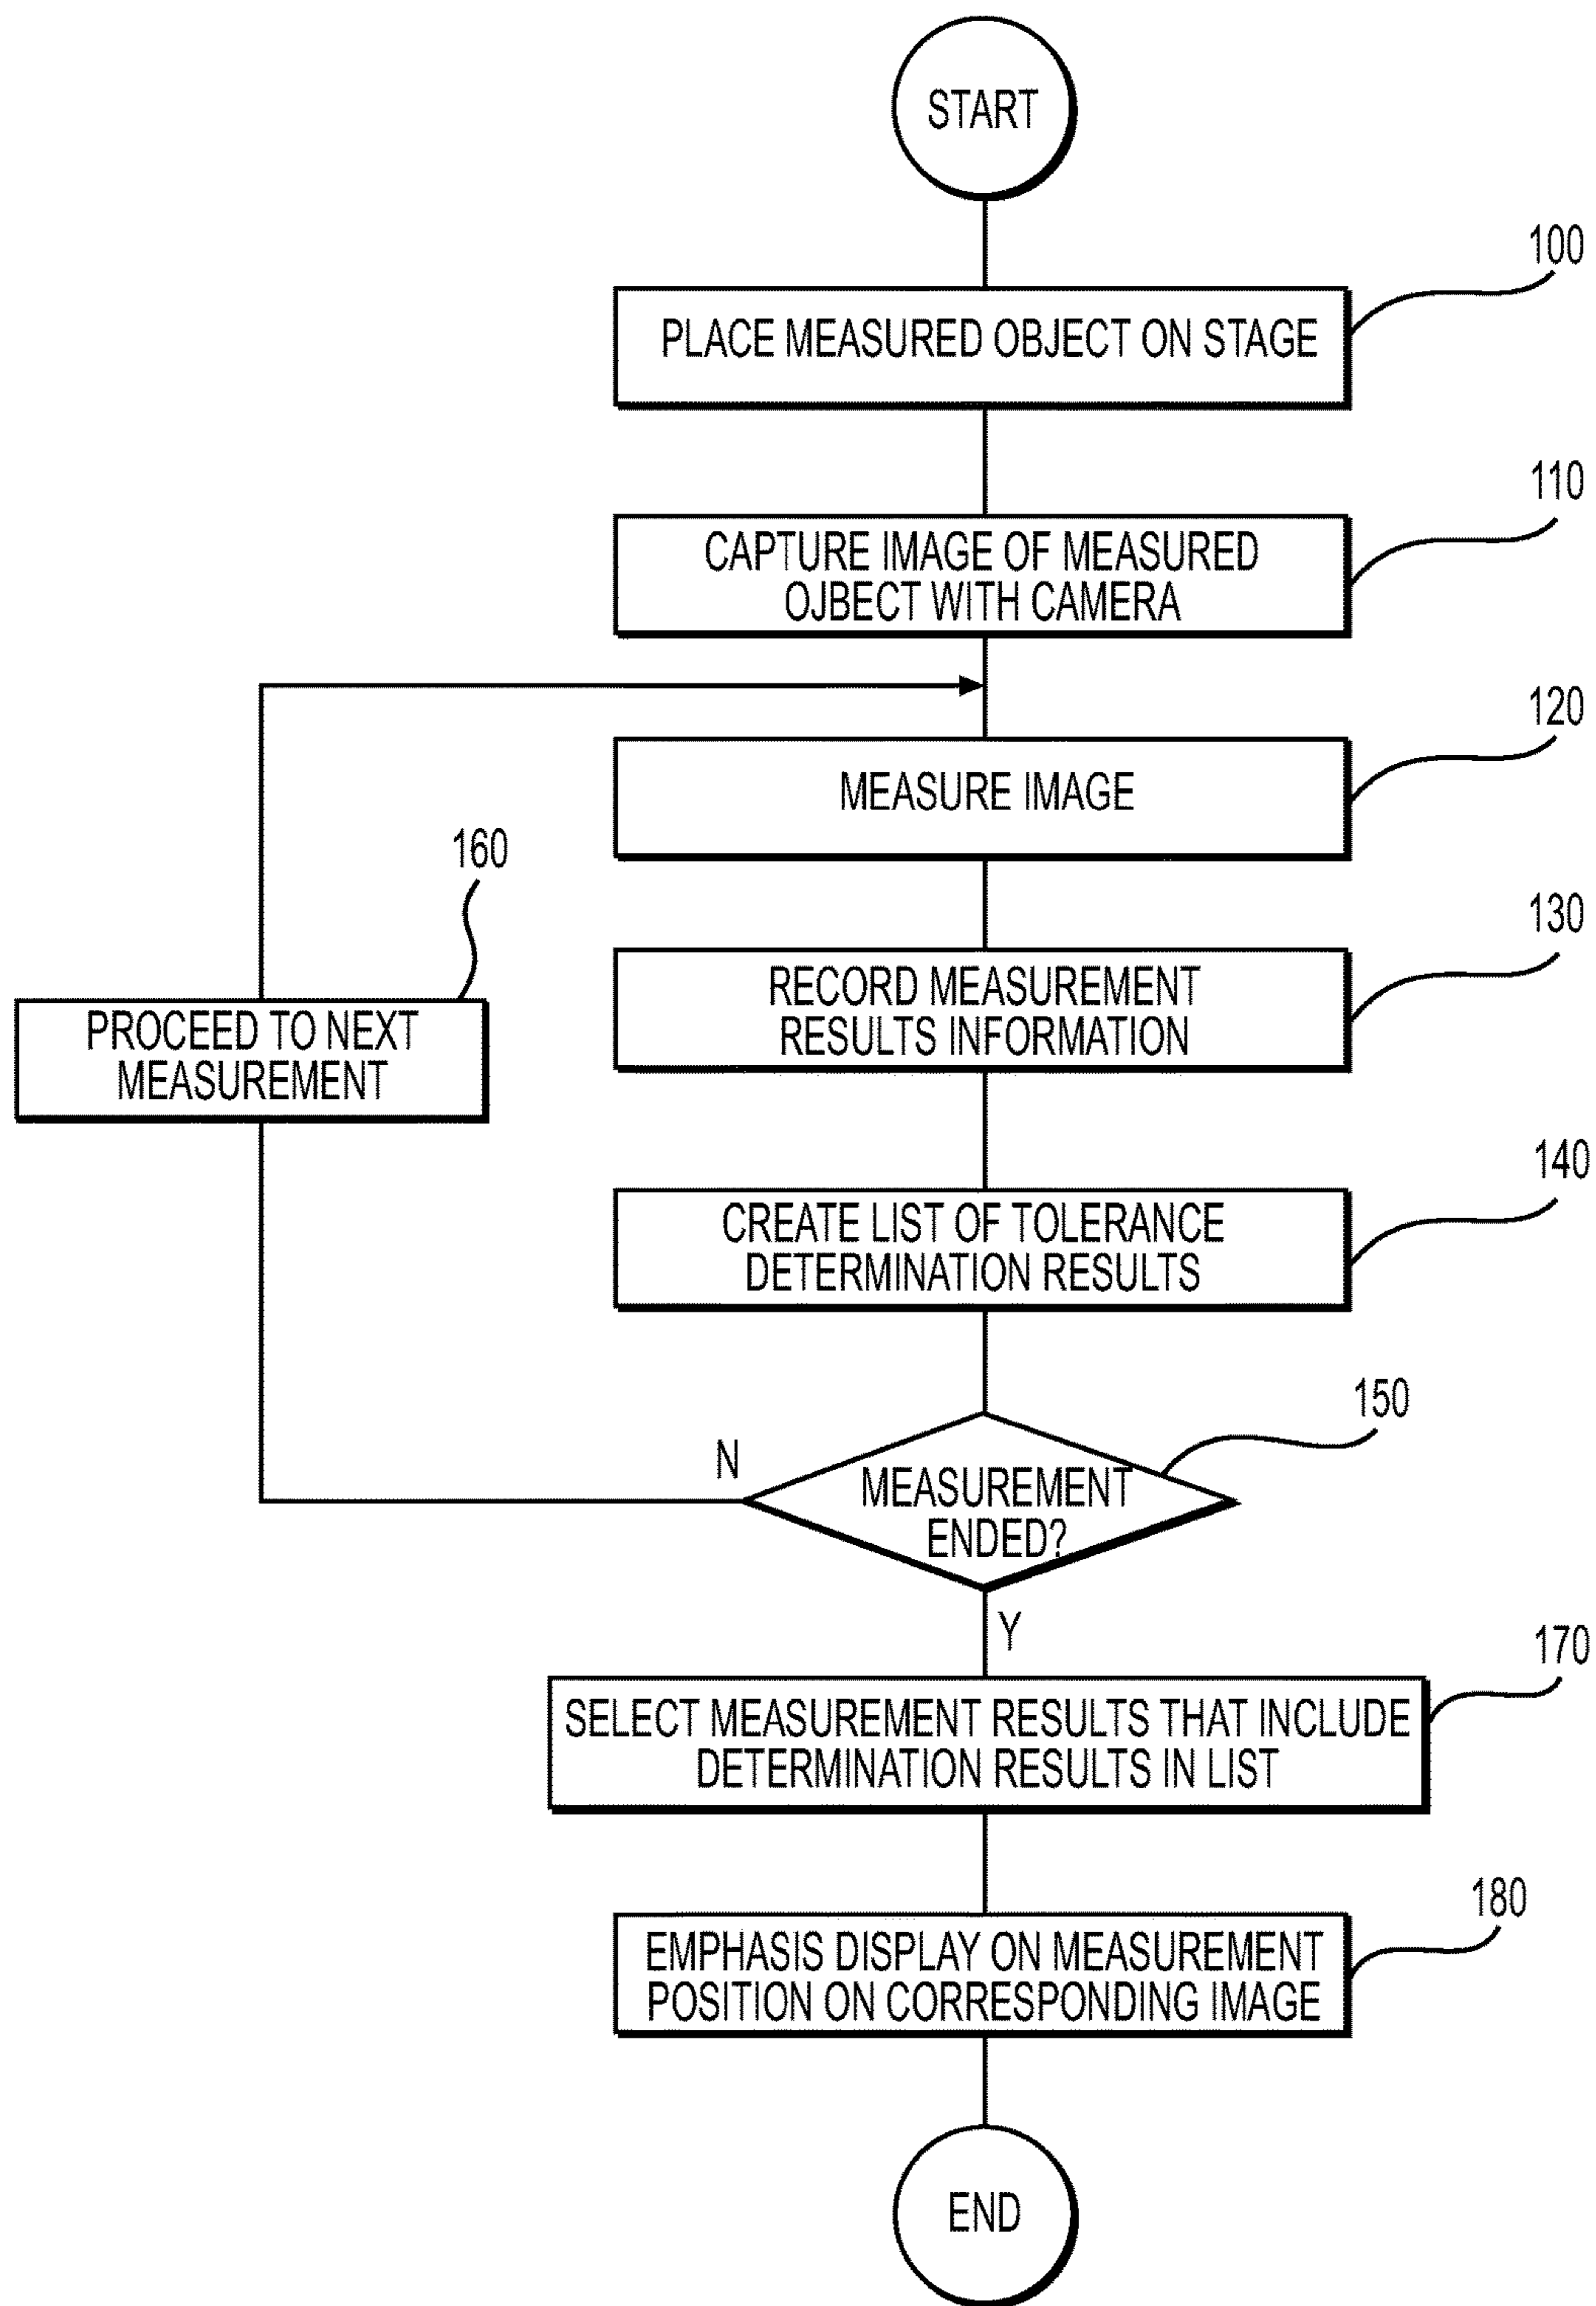 START
100
PLACE MEASURED OBJECT ON STAGE
110
CAPTURE IMAGE OF MEASURED
OJBECT WITH CAMERA
120
MEASURE IMAGE
160
130
RECORD MEASUREMENT
RESULTS INFORMATION
PROCEED TO NEXT
MEASUREMENT
140
CREATE LIST OF TOLERANCE
DETERMINATION RESULTS
150
N
MEASUREMENT
ENDED?
Y
170
SELECT MEASUREMENT RESULTS THAT INCLUDE
DETERMINATION RESULTS IN LIST
180
EMPHASIS DISPLAY ON MEASUREMENT
POSITION ON CORRESPONDING IMAGE
END